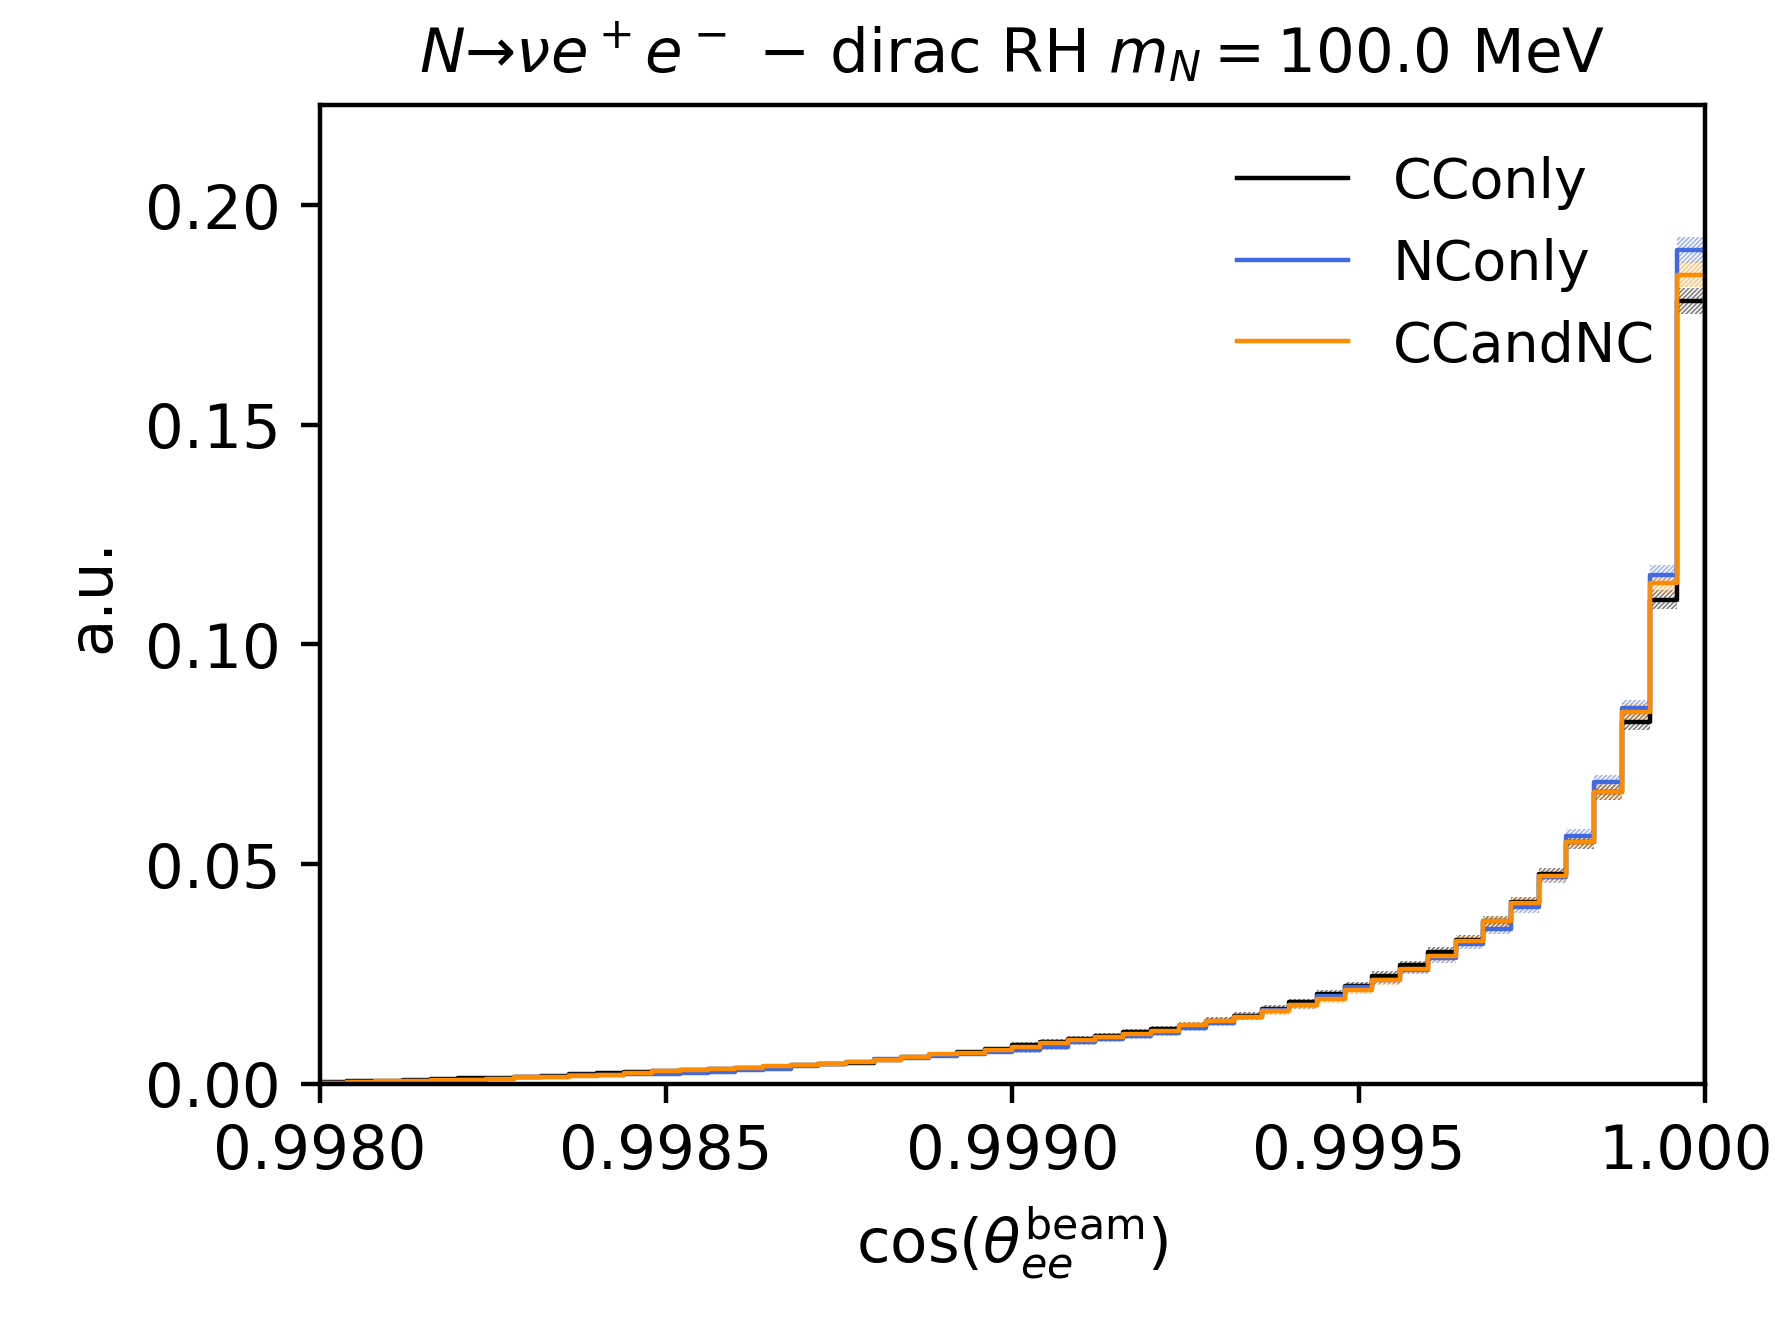 N→νe⁺e⁻ − dirac RH m_N = 100.0 MeV
CConly
NConly
CCandNC
0.20
0.15
0.10
0.05
0.00
a.u.
0.9980 0.9985 0.9990 0.9995 1.000
cos(θ_ee^beam)